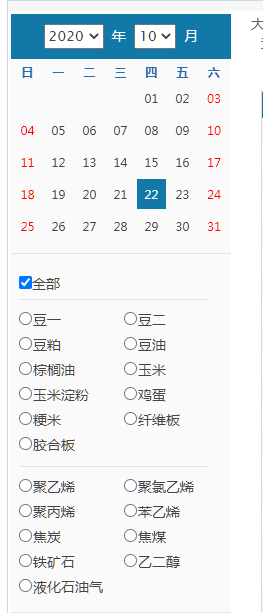 2020 年 10 月
日 一 二 三 四 五 六
01 02 03
04 05 06 07 08 09 10
11 12 13 14 15 16 17
18 19 20 21 22 23 24
25 26 27 28 29 30 31
全部
豆一 豆二
豆粕 豆油
棕榈油 玉米
玉米淀粉 鸡蛋
粳米 纤维板
胶合板
聚乙烯 聚氯乙烯
聚丙烯 苯乙烯
焦炭 焦煤
铁矿石 乙二醇
液化石油气